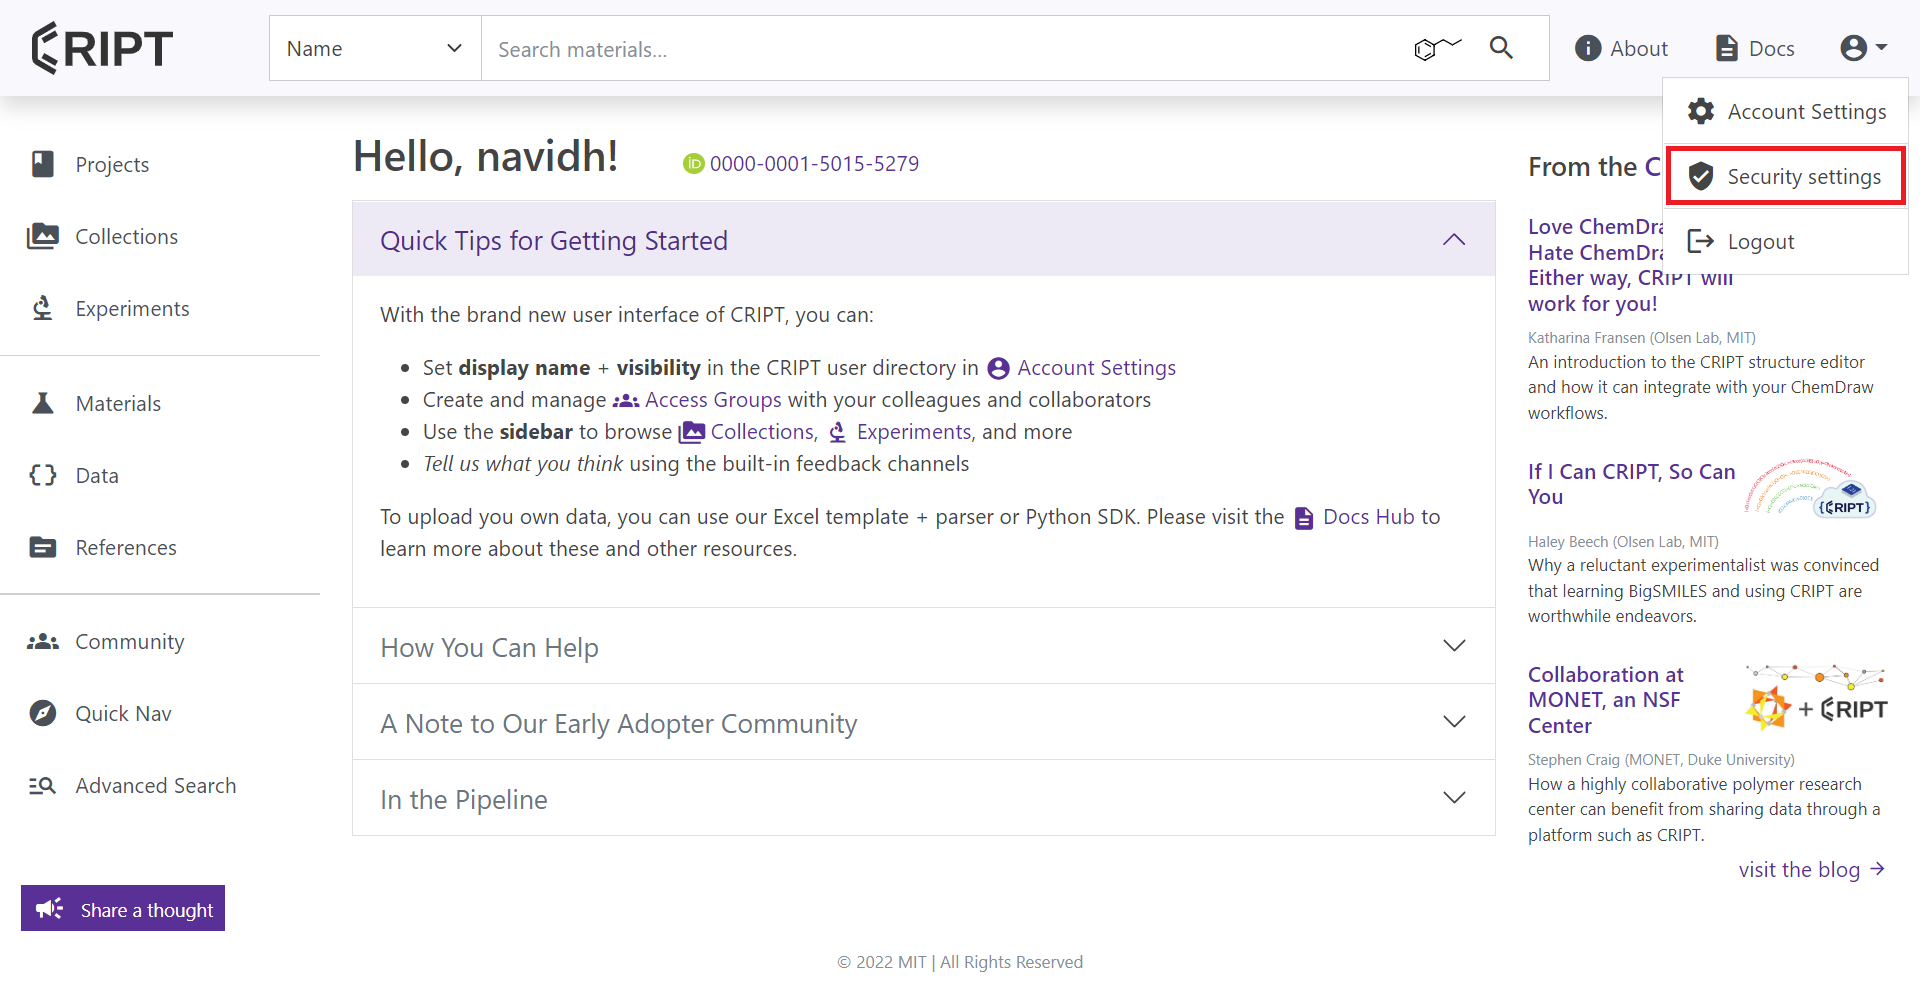 CRIPT
Name
Search materials...
About
Docs
Account Settings
Security settings
Logout
Projects
Collections
Experiments
Materials
Data
References
Community
Quick Nav
Advanced Search
Share a thought
Hello, navidh!
iD 0000-0001-5015-5279
Quick Tips for Getting Started
With the brand new user interface of CRIPT, you can:
• Set display name + visibility in the CRIPT user directory in Account Settings
• Create and manage Access Groups with your colleagues and collaborators
• Use the sidebar to browse Collections, Experiments, and more
• Tell us what you think using the built-in feedback channels
To upload you own data, you can use our Excel template + parser or Python SDK. Please visit the Docs Hub to
learn more about these and other resources.
How You Can Help
A Note to Our Early Adopter Community
In the Pipeline
From the C
Love ChemDra
Hate ChemDra
Either way, CRIPT will
work for you!
Katharina Fransen (Olsen Lab, MIT)
An introduction to the CRIPT structure editor
and how it can integrate with your ChemDraw
workflows.
If I Can CRIPT, So Can
You
{CRIPT}
Haley Beech (Olsen Lab, MIT)
Why a reluctant experimentalist was convinced
that learning BigSMILES and using CRIPT are
worthwhile endeavors.
Collaboration at
MONET, an NSF
Center
+ CRIPT
Stephen Craig (MONET, Duke University)
How a highly collaborative polymer research
center can benefit from sharing data through a
platform such as CRIPT.
visit the blog →
© 2022 MIT | All Rights Reserved